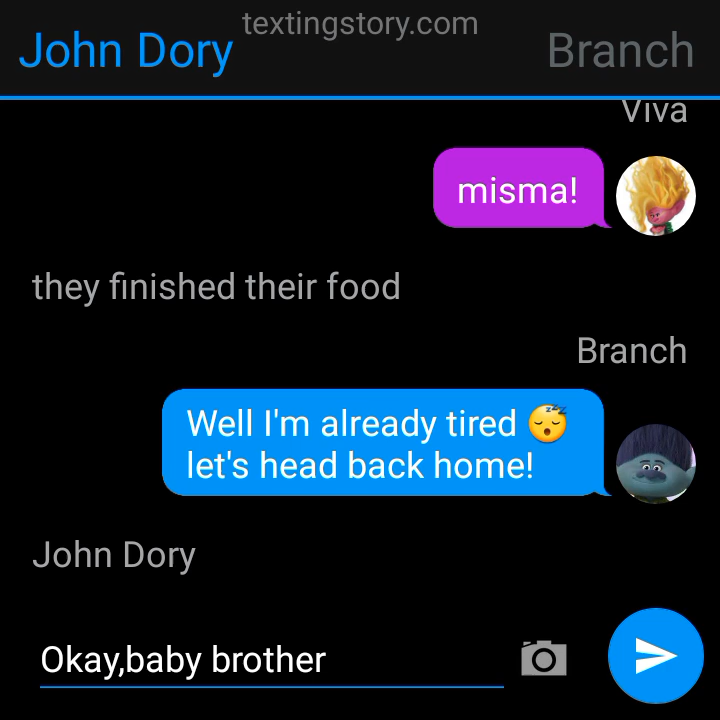 textingstory.com
John Dory Branch
Viva
misma!
they finished their food
Branch
Well I'm already tired 😴
let's head back home!
John Dory
Okay,baby brother